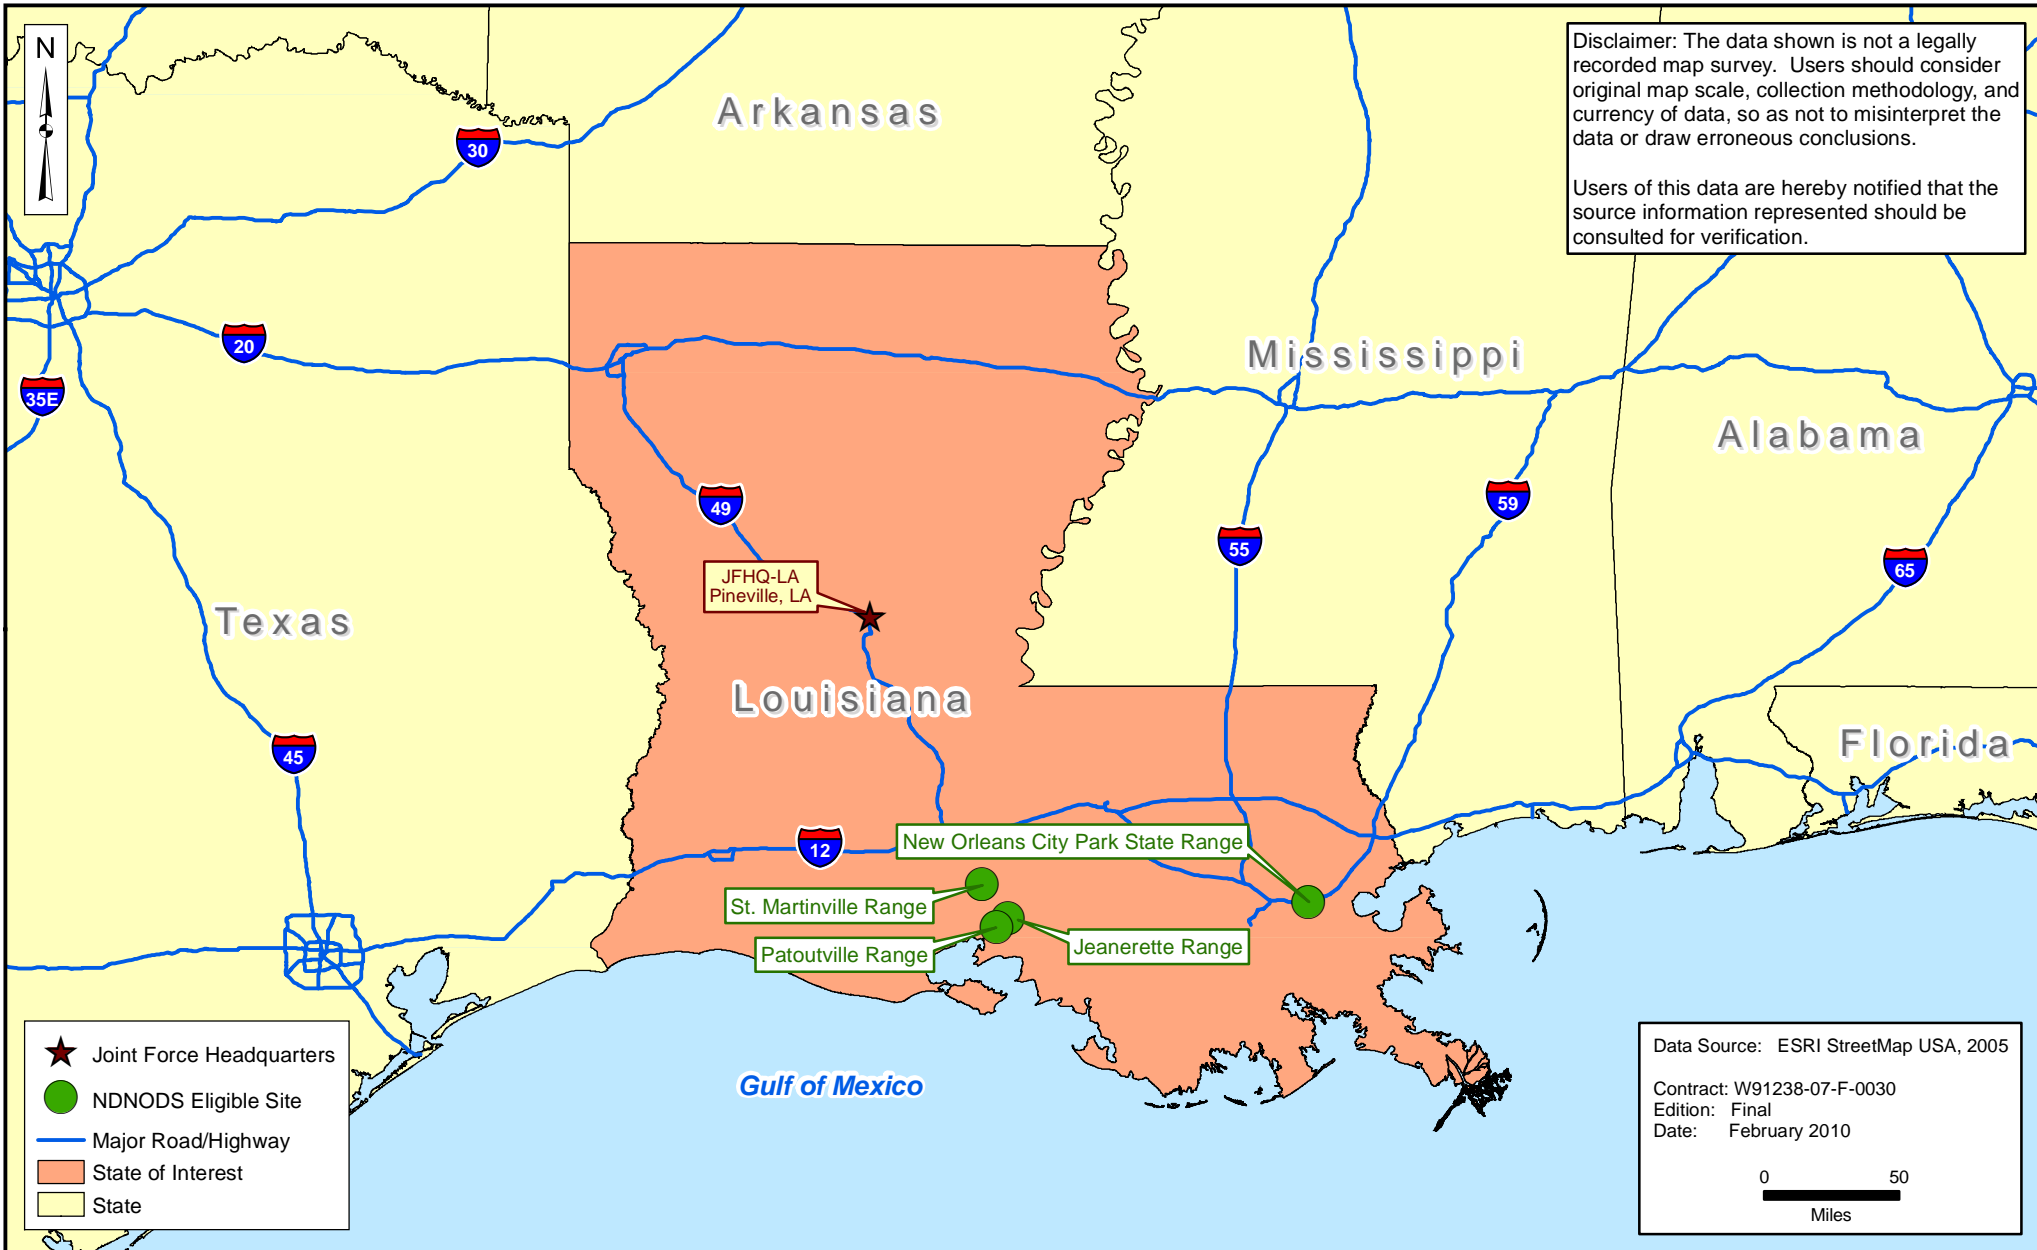 N
Disclaimer: The data shown is not a legally
recorded map survey. Users should consider
original map scale, collection methodology, and
currency of data, so as not to misinterpret the
data or draw erroneous conclusions.
Users of this data are hereby notified that the
source information represented should be
consulted for verification.
Arkansas
30
20
35E
Mississippi
Alabama
49
59
55
65
JFHQ-LA
Pineville, LA
Texas
Louisiana
45
Florida
12
New Orleans City Park State Range
St. Martinville Range
Patoutville Range
Jeanerette Range
Gulf of Mexico
Joint Force Headquarters
NDNODS Eligible Site
Major Road/Highway
State of Interest
State
Data Source: ESRI StreetMap USA, 2005
Contract: W91238-07-F-0030
Edition: Final
Date: February 2010
0 50
Miles